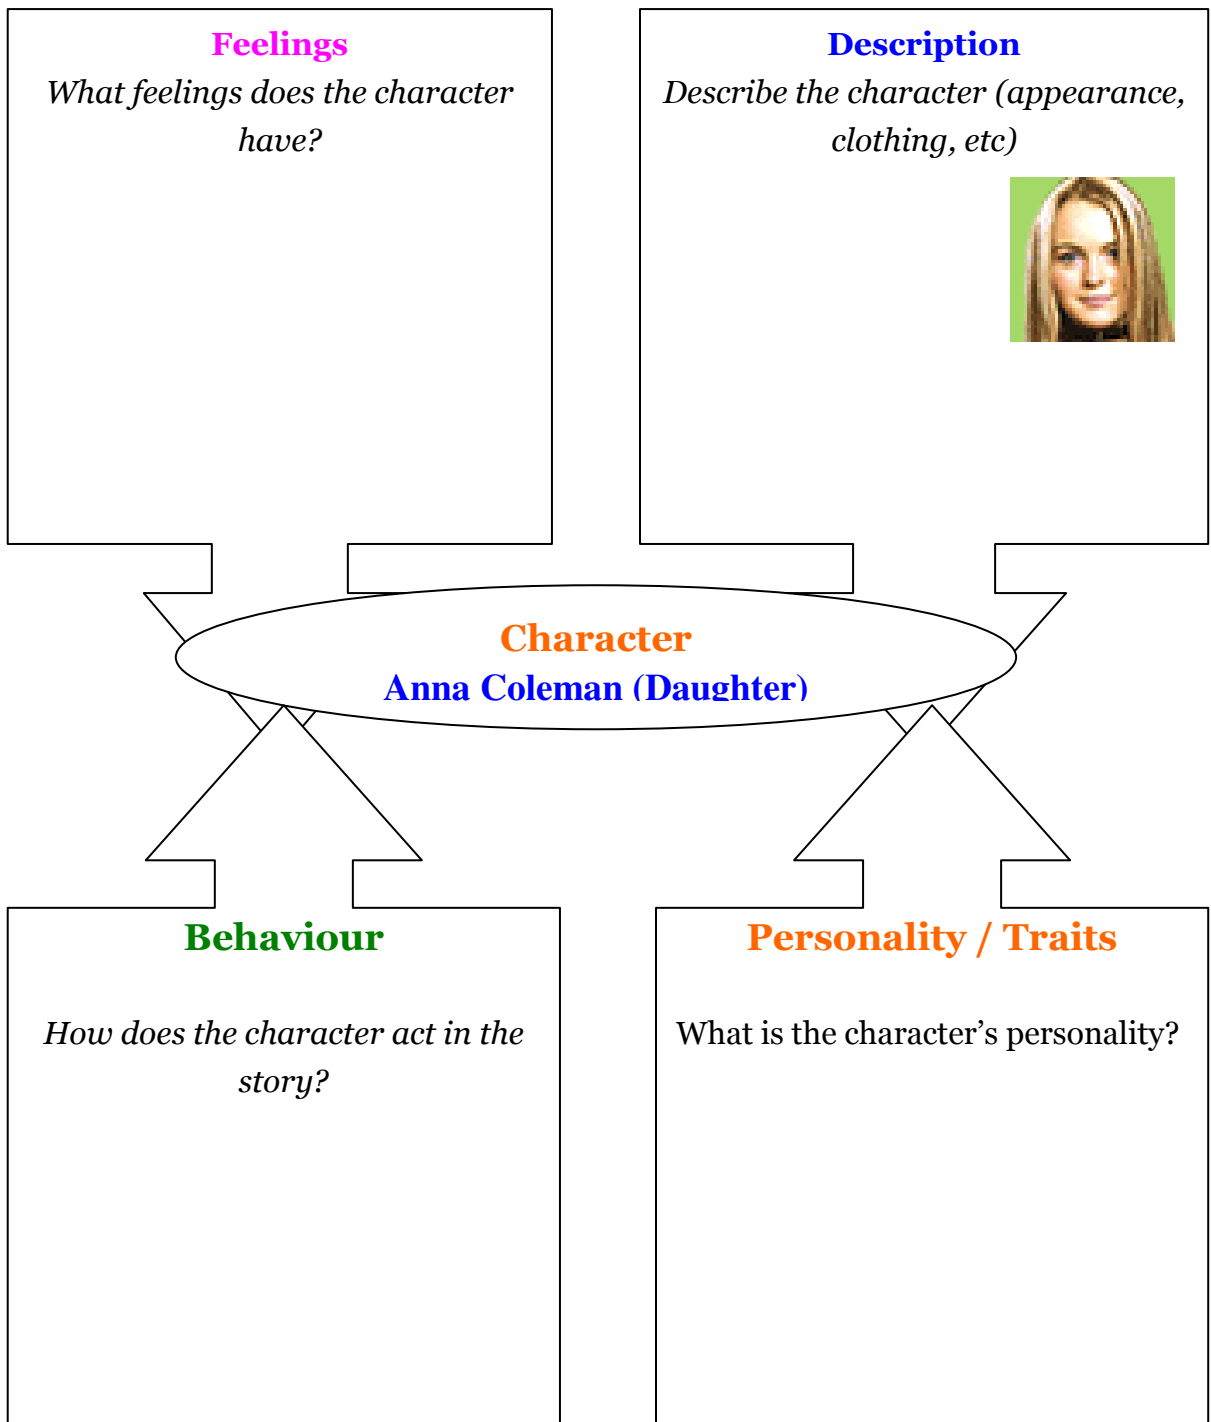 Feelings
What feelings does the character
have?
Description
Describe the character (appearance,
clothing, etc)
Character
Anna Coleman (Daughter)
Behaviour
How does the character act in the
story?
Personality / Traits
What is the character’s personality?